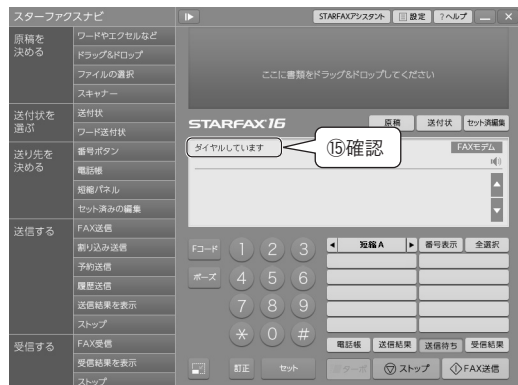 スターファクスナビ
原稿を
決める
ワードやエクセルなど
ドラッグ&ドロップ
ファイルの選択
スキャナー
送付状を
選ぶ
送付状
ワード送付状
送り先を
決める
番号ボタン
電話帳
短縮パネル
セット済みの編集
送信する
FAX送信
割り込み送信
予約送信
履歴送信
送信結果を表示
ストップ
受信する
FAX受信
受信結果を表示
ストップ
STARFAXアシスタント
設定
?ヘルプ
ここに書類をドラッグ&ドロップしてください
STARFAX16
原稿
送付状
セット済編集
ダイヤルしています
⑮確認
FAXモデム
Fコード
1 2 3
ポーズ
4 5 6
7 8 9
* 0 #
訂正
セット
短縮A
番号表示
全選択
電話帳
送信結果
送信待ち
受信結果
ストップ
FAX送信